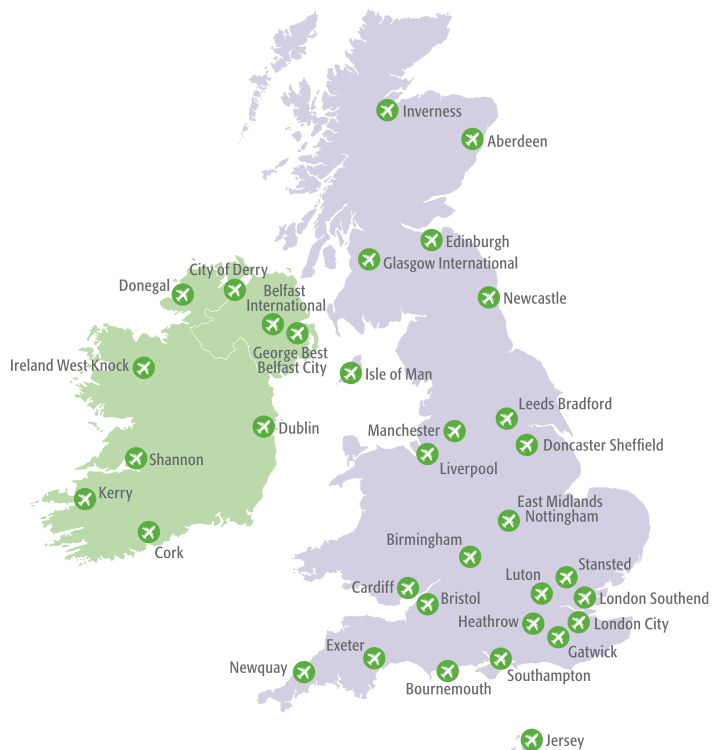 Inverness
Aberdeen
Edinburgh
Glasgow International
City of Derry
Donegal
Belfast
International
Newcastle
George Best
Belfast City
Ireland West Knock
Isle of Man
Leeds Bradford
Dublin
Manchester
Doncaster Sheffield
Shannon
Liverpool
Kerry
East Midlands
Nottingham
Cork
Birmingham
Stansted
Luton
Cardiff
Bristol
London Southend
Heathrow
London City
Gatwick
Exeter
Newquay
Southampton
Bournemouth
Jersey